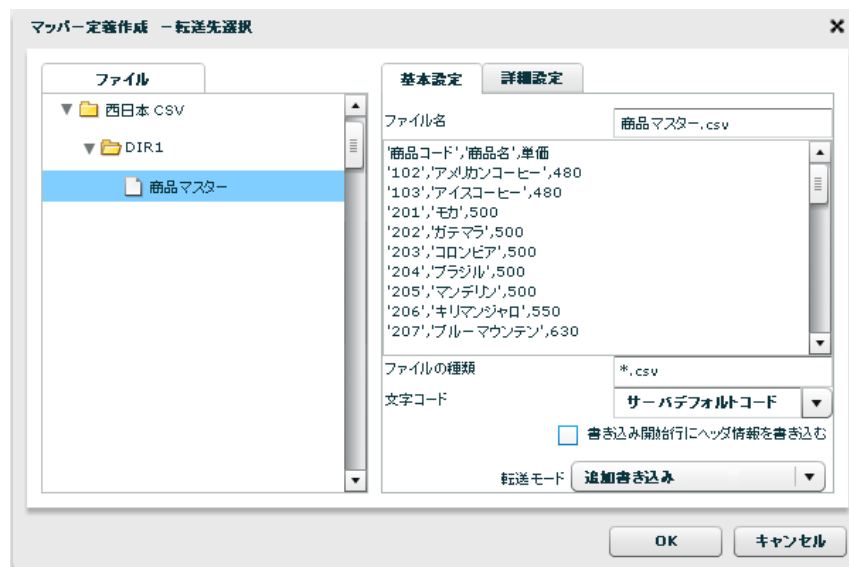 マッパー定義作成 －転送先選択
ファイル
西日本 CSV
DIR1
商品マスター
基本設定 詳細設定
ファイル名 商品マスター.csv
'商品コード','商品名',単価
'102','アメリカンコーヒー',480
'103','アイスコーヒー',480
'201','モカ',500
'202','ガテマラ',500
'203','コロンビア',500
'204','ブラジル',500
'205','マンデリン',500
'206','キリマンジャロ',550
'207','ブルーマウンテン',630
ファイルの種類 *.csv
文字コード サーバデフォルトコード
書き込み開始行にヘッダ情報を書き込む
転送モード 追加書き込み
OK キャンセル